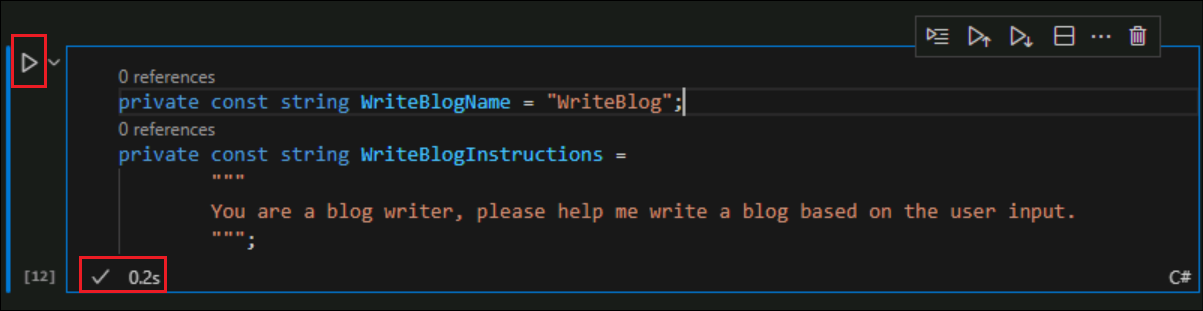 0 references
private const string WriteBlogName = "WriteBlog";
0 references
private const string WriteBlogInstructions =
"""
You are a blog writer, please help me write a blog based on the user input.
""";
[12]
0.2s
C#